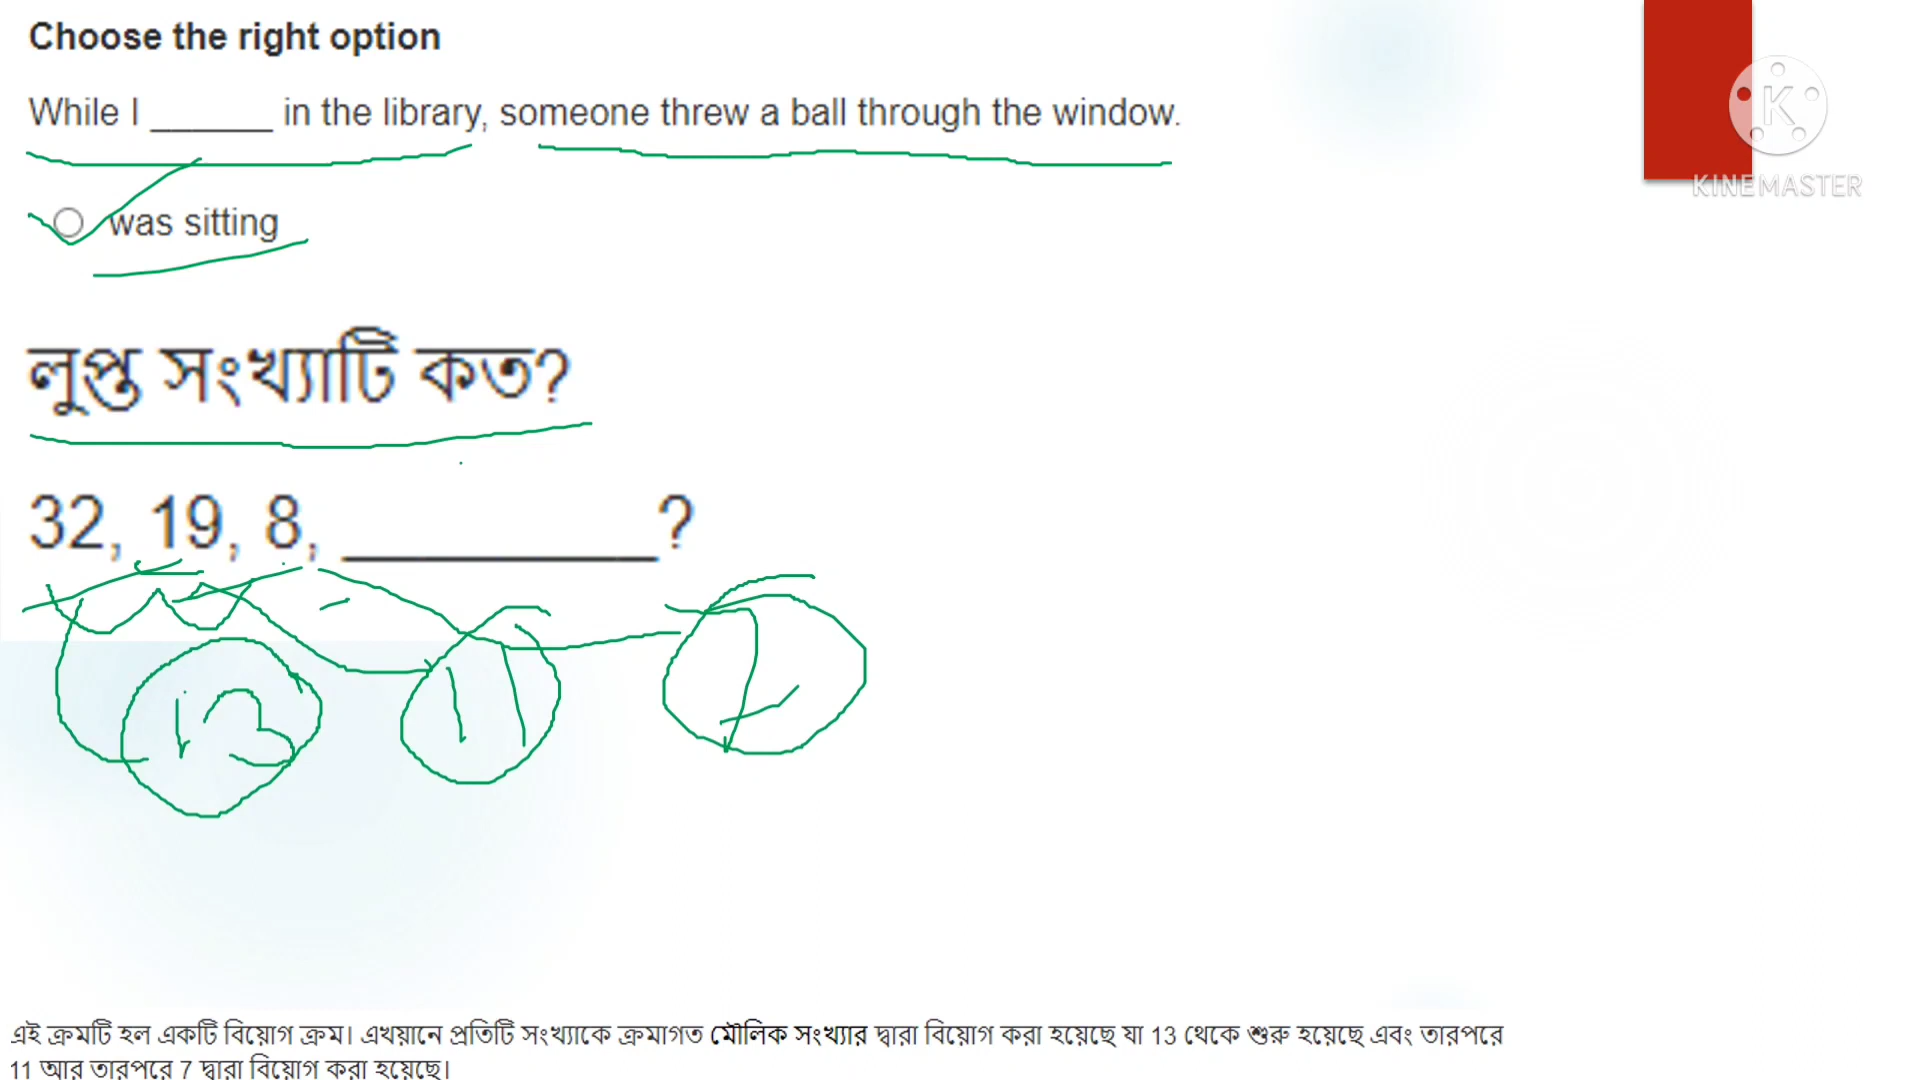 Choose the right option
While I ______ in the library, someone threw a ball through the window.
was sitting
KINEMASTER
লুপ্ত সংখ্যাটি কত?
32, 19, 8, __________?
13 11 7
এই ক্রমটি হল একটি বিয়োগ ক্রম। এখয়ানে প্রতিটি সংখ্যাকে ক্রমাগত মৌলিক সংখ্যার দ্বারা বিয়োগ করা হয়েছে যা 13 থেকে শুরু হয়েছে এবং তারপরে
11 আর তারপরে 7 দ্বারা বিয়োগ করা হয়েছে।